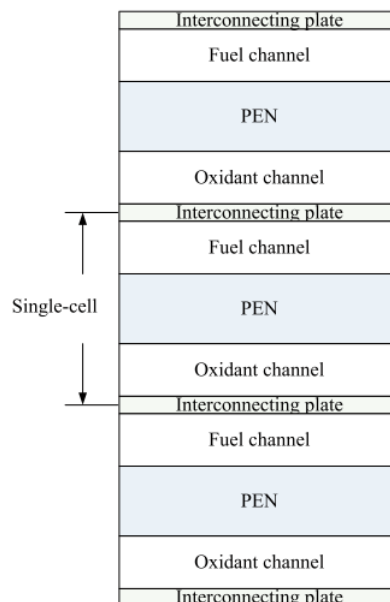 Interconnecting plate
Fuel channel
PEN
Oxidant channel
Interconnecting plate
Fuel channel
Single-cell
PEN
Oxidant channel
Interconnecting plate
Fuel channel
PEN
Oxidant channel
Interconnecting plate